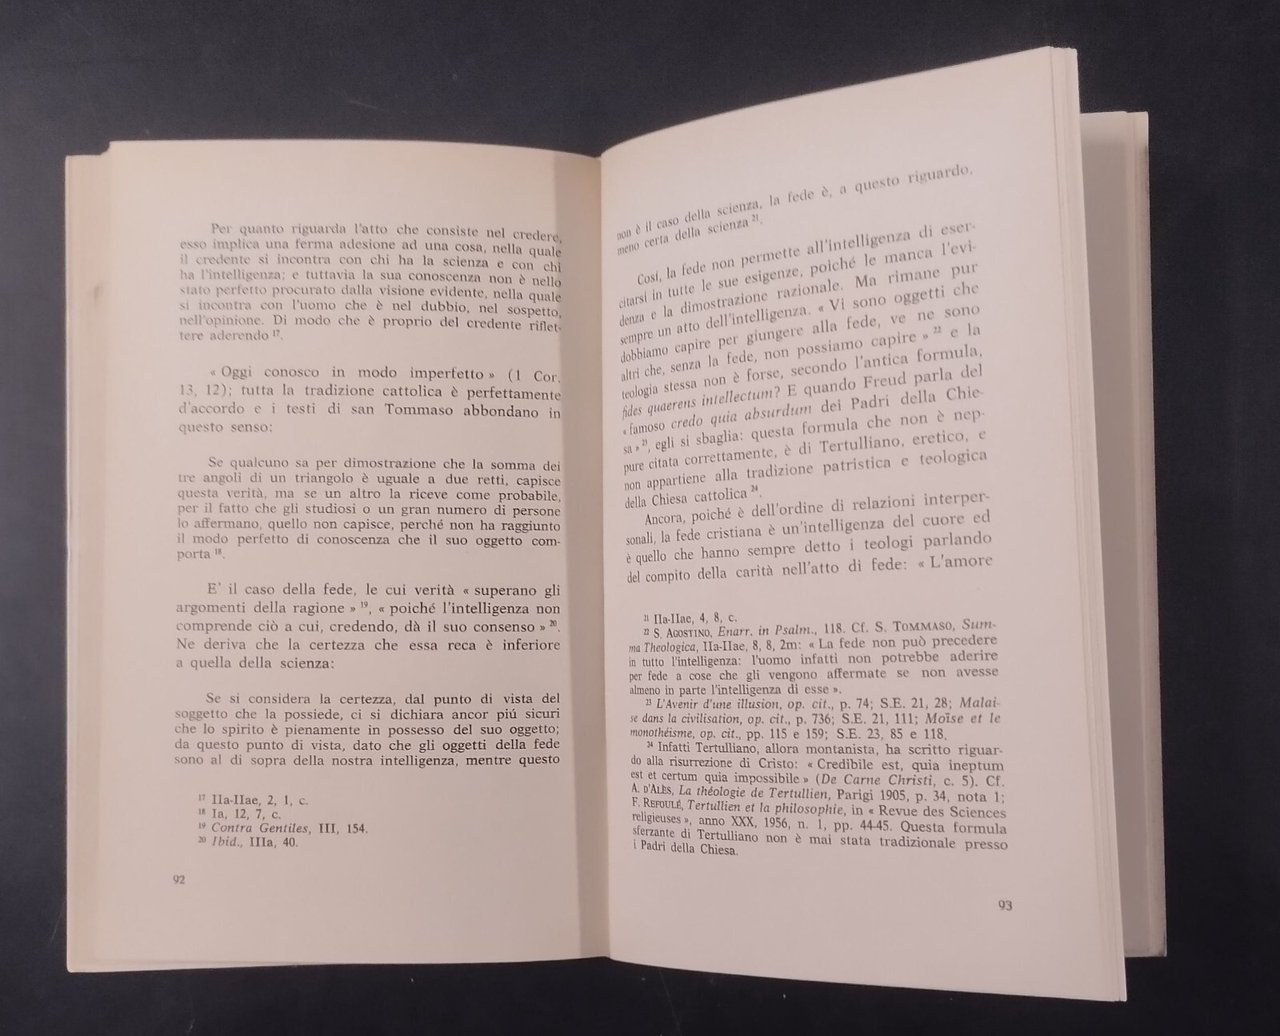 Per quanto riguarda l'atto che consiste nel credere,
esso implica una ferma adesione ad una cosa, nella quale
il credente si incontra con chi ha la scienza e con chi
ha l'intelligenza; e tuttavia la sua conoscenza non è nello
stato perfetto procurato dalla visione evidente, nella quale
si incontra con l'uomo che è nel dubbio, nel sospetto,
nell'opinione. Di modo che è proprio del credente riflet-
tere aderendo 17.
« Oggi conosco in modo imperfetto » (1 Cor.
13, 12); tutta la tradizione cattolica è perfettamente
d'accordo e i testi di san Tommaso abbondano in
questo senso:
Se qualcuno sa per dimostrazione che la somma dei
tre angoli di un triangolo è uguale a due retti, capisce
questa verità, ma se un altro la riceve come probabile,
per il fatto che gli studiosi o un gran numero di persone
lo affermano, quello non capisce, perché non ha raggiunto
il modo perfetto di conoscenza che il suo oggetto com-
porta 18.
E' il caso della fede, le cui verità « superano gli
argomenti della ragione » 19, « poiché l'intelligenza non
comprende ciò a cui, credendo, dà il suo consenso » 20.
Ne deriva che la certezza che essa reca è inferiore
a quella della scienza:
Se si considera la certezza, dal punto di vista del
soggetto che la possiede, ci si dichiara ancor piú sicuri
che lo spirito è pienamente in possesso del suo oggetto;
da questo punto di vista, dato che gli oggetti della fede
sono al di sopra della nostra intelligenza, mentre questo
17 IIa-IIae, 2, 1, c.
18 Ia, 12, 7, c.
19 Contra Gentiles, III, 154.
20 Ibid., IIIa, 40.
92
non è il caso della scienza, la fede è, a questo riguardo,
meno certa della scienza 21.
Cosí, la fede non permette all'intelligenza di eser-
citarsi in tutte le sue esigenze, poiché le manca l'evi-
denza e la dimostrazione razionale. Ma rimane pur
sempre un atto dell'intelligenza. « Vi sono oggetti che
dobbiamo capire per giungere alla fede, ve ne sono
altri che, senza la fede, non possiamo capire » 22 e la
teologia stessa non è forse, secondo l'antica formula,
fides quaerens intellectum? E quando Freud parla del
« famoso credo quia absurdum dei Padri della Chie-
sa » 23, egli si sbaglia: questa formula che non è nep-
pure citata correttamente, è di Tertulliano, eretico, e
non appartiene alla tradizione patristica e teologica
della Chiesa cattolica 24.
Ancora, poiché è dell'ordine di relazioni interper-
sonali, la fede cristiana è un'intelligenza del cuore ed
è quello che hanno sempre detto i teologi parlando
del compito della carità nell'atto di fede: « L'amore
21 IIa-IIae, 4, 8, c.
22 S. AGOSTINO, Enarr. in Psalm., 118. Cf. S. TOMMASO, Sum-
ma Theologica, IIa-IIae, 8, 8, 2m: « La fede non può precedere
in tutto l'intelligenza: l'uomo infatti non potrebbe aderire
per fede a cose che gli vengono affermate se non avesse
almeno in parte l'intelligenza di esse ».
23 L'Avenir d'une illusion, op. cit., p. 74; S.E. 21, 28; Malai-
se dans la civilisation, op. cit., p. 736; S.E. 21, 111; Moïse et le
monothéisme, op. cit., pp. 115 e 159; S.E. 23, 85 e 118.
24 Infatti Tertulliano, allora montanista, ha scritto riguar-
do alla risurrezione di Cristo: « Credibile est, quia ineptum
est et certum quia impossibile » (De Carne Christi, c. 5). Cf.
A. D'ALÈS, La théologie de Tertullien, Parigi 1905, p. 34, nota 1;
F. REFOULÉ, Tertullien et la philosophie, in « Revue des Sciences
religieuses », anno XXX, 1956, n. 1, pp. 44-45. Questa formula
sferzante di Tertulliano non è mai stata tradizionale presso
i Padri della Chiesa.
93